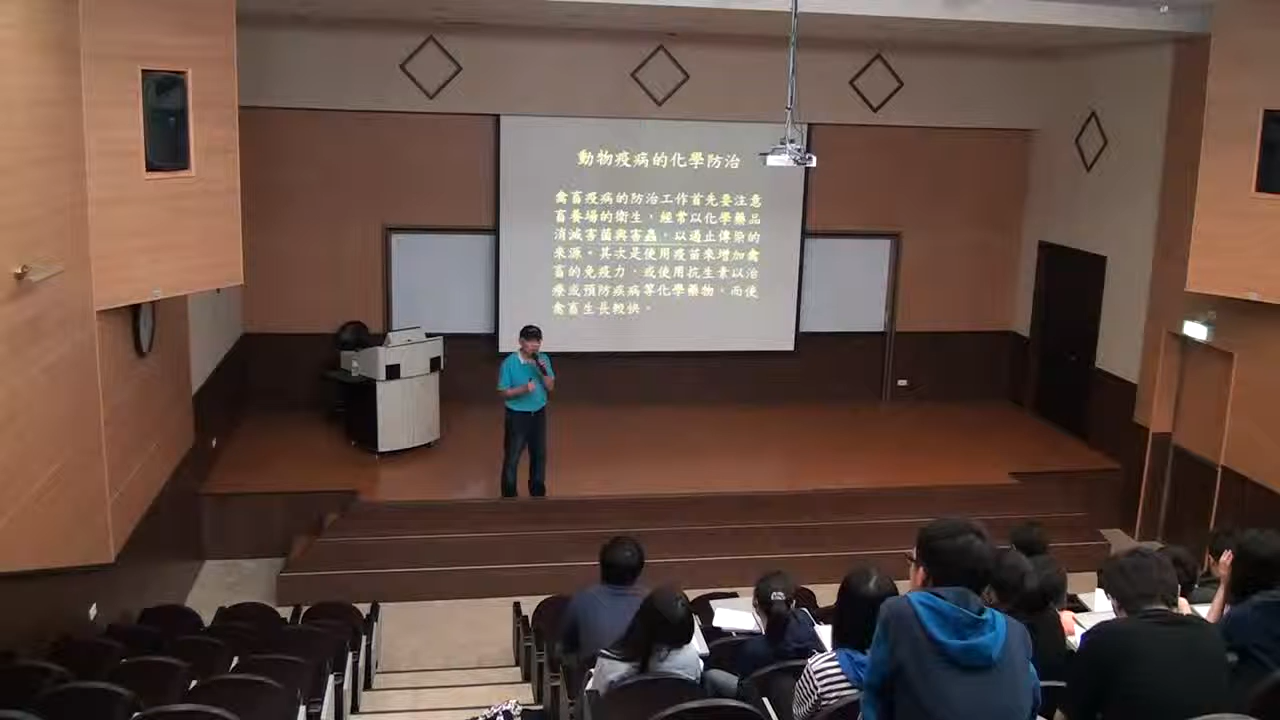 動物疫病的化學防治
禽畜疫病的防治工作首先要注意
畜養場的衛生，經常以化學藥品
消滅害菌與害蟲，以遏止傳染的
來源。其次是使用疫苗來增加禽
畜的免疫力，或使用抗生素以治
療或預防疾病等化學藥物，而使
禽畜生長較快。